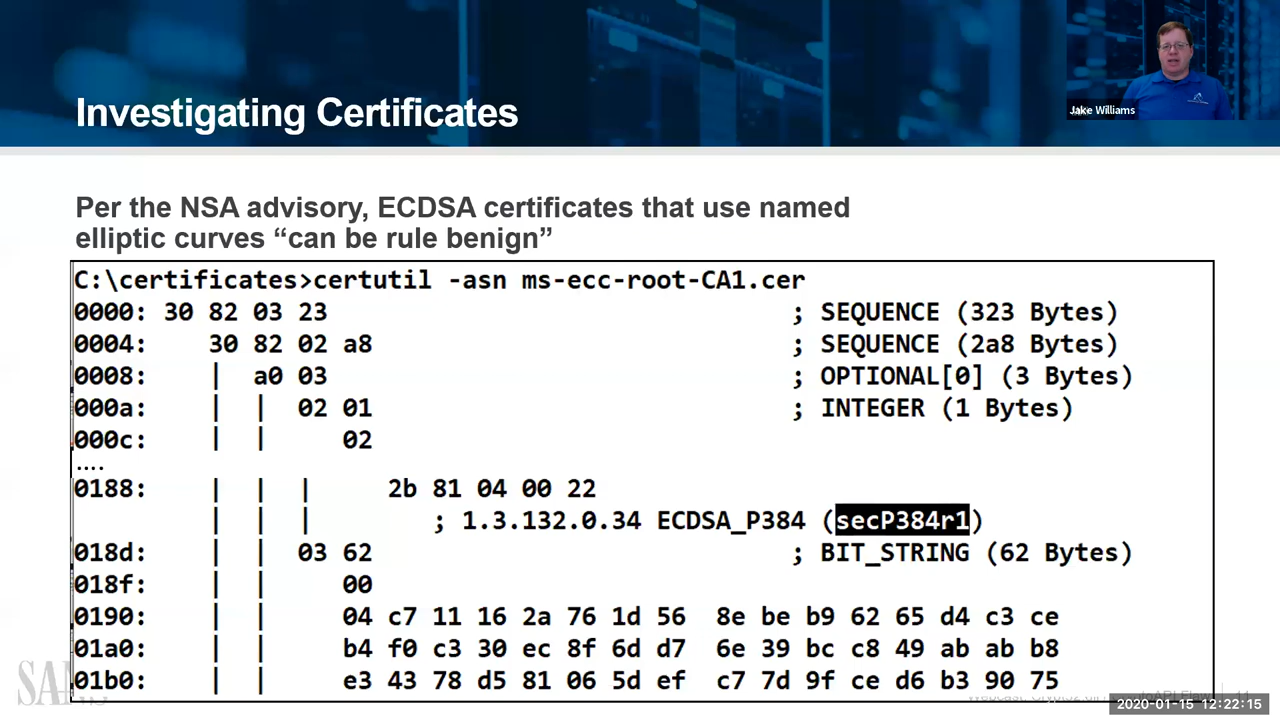 Investigating Certificates
Jake Williams
Per the NSA advisory, ECDSA certificates that use named
elliptic curves “can be rule benign”
C:\certificates>certutil -asn ms-ecc-root-CA1.cer
0000: 30 82 03 23 ; SEQUENCE (323 Bytes)
0004: 30 82 02 a8 ; SEQUENCE (2a8 Bytes)
0008: | a0 03 ; OPTIONAL[0] (3 Bytes)
000a: | | 02 01 ; INTEGER (1 Bytes)
000c: | | 02
....
0188: | | | 2b 81 04 00 22
| | | ; 1.3.132.0.34 ECDSA_P384 (secP384r1)
018d: | | 03 62 ; BIT_STRING (62 Bytes)
018f: | | 00
0190: | | 04 c7 11 16 2a 76 1d 56 8e be b9 62 65 d4 c3 ce
01a0: | | b4 f0 c3 30 ec 8f 6d d7 6e 39 bc c8 49 ab ab b8
01b0: | | e3 43 78 d5 81 06 5d ef c7 7d 9f ce d6 b3 90 75
2020-01-15 12:22:15